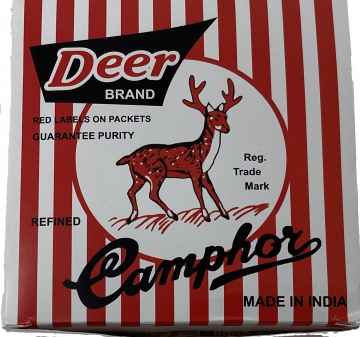 Deer
BRAND
RED LABELS ON PACKETS
GUARANTEE PURITY
Reg.
Trade
Mark
REFINED
Camphor
MADE IN INDIA